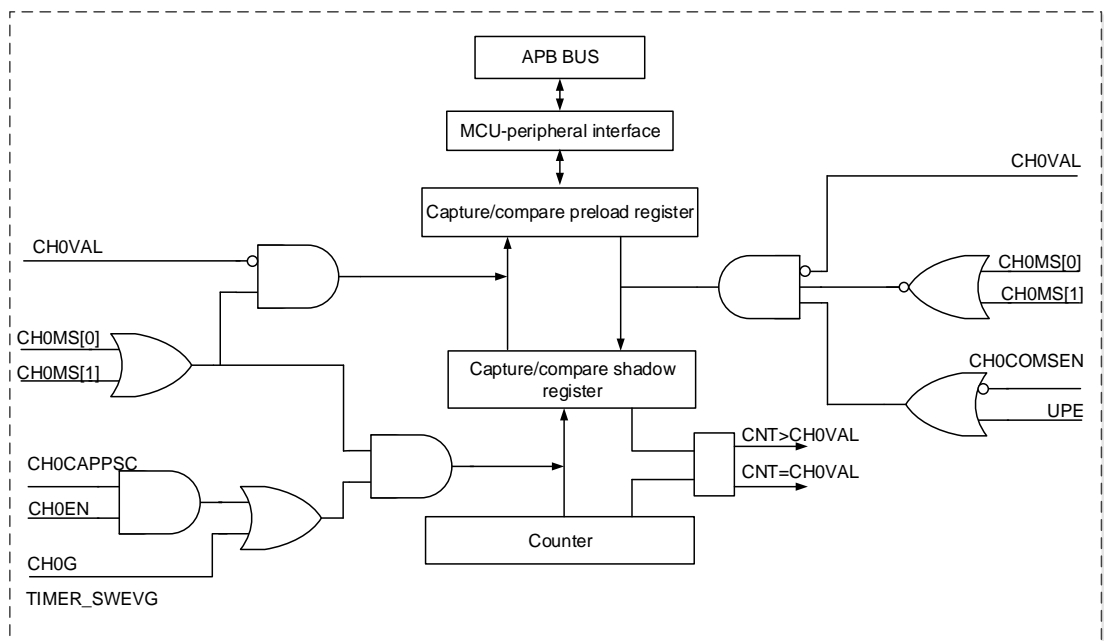 APB BUS
MCU-peripheral interface
CH0VAL
Capture/compare preload register
CH0VAL
CH0MS[0]
CH0MS[1]
CH0MS[0]
CH0MS[1]
Capture/compare shadow
register
CH0COMSEN
UPE
CNT>CH0VAL
CNT=CH0VAL
CH0CAPPSC
CH0EN
Counter
CH0G
TIMER_SWEVG